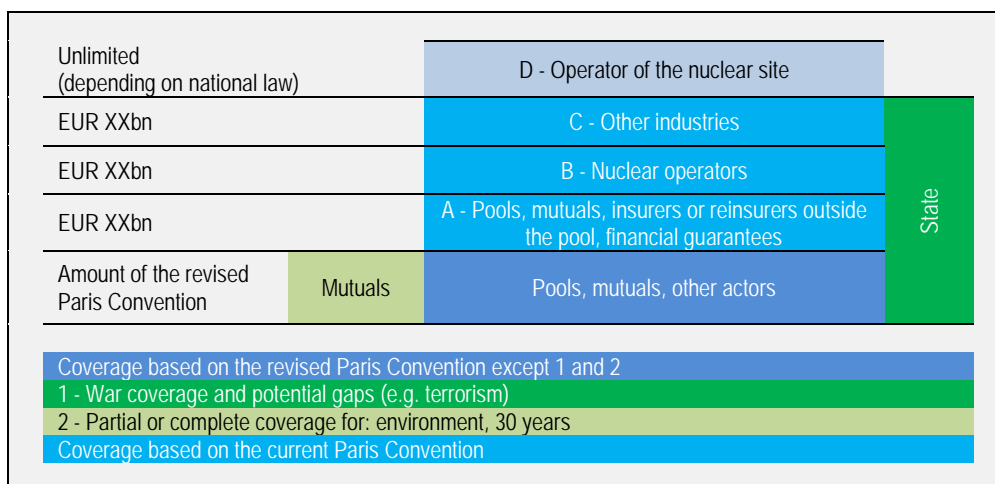 Unlimited
(depending on national law)
D - Operator of the nuclear site
EUR XXbn
C - Other industries
EUR XXbn
B - Nuclear operators
EUR XXbn
A - Pools, mutuals, insurers or reinsurers outside
the pool, financial guarantees
State
Amount of the revised
Paris Convention
Mutuals
Pools, mutuals, other actors
Coverage based on the revised Paris Convention except 1 and 2
1 - War coverage and potential gaps (e.g. terrorism)
2 - Partial or complete coverage for: environment, 30 years
Coverage based on the current Paris Convention